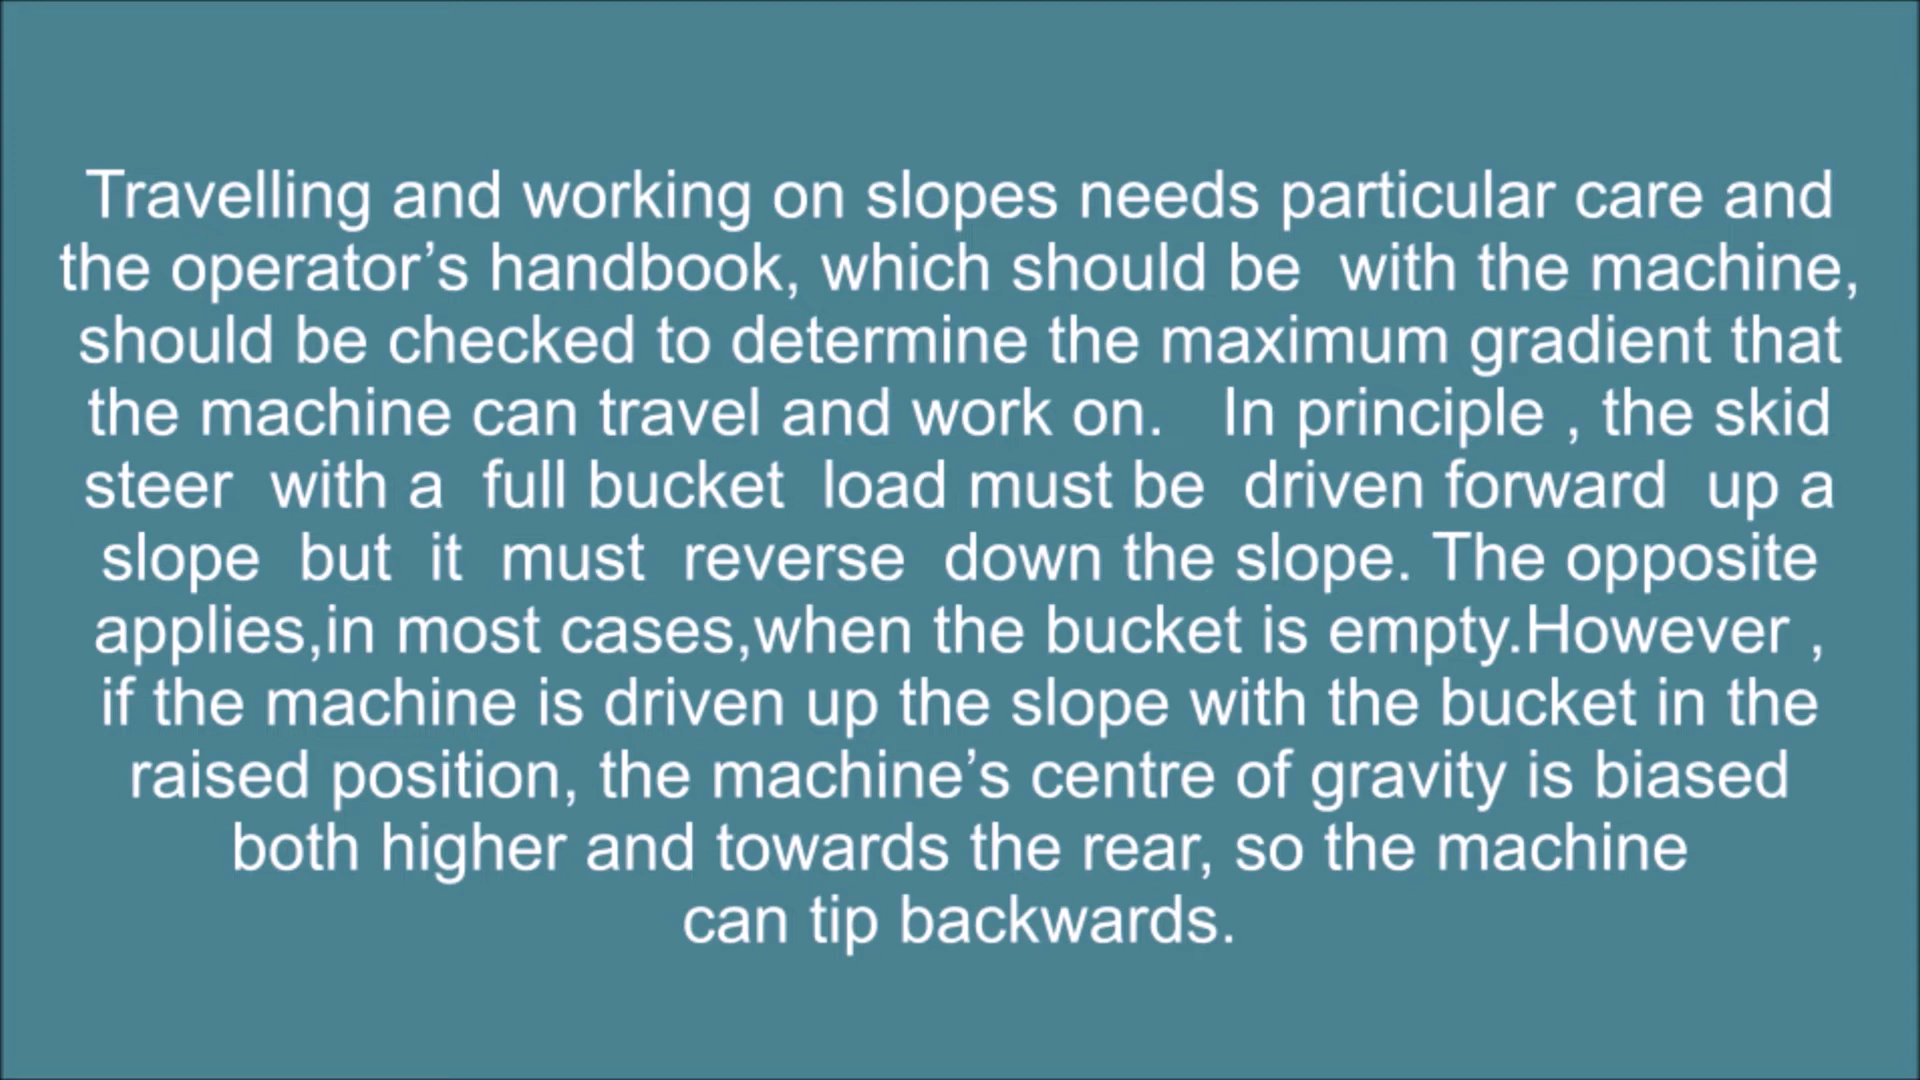 Travelling and working on slopes needs particular care and
the operator’s handbook, which should be  with the machine,
should be checked to determine the maximum gradient that
the machine can travel and work on.   In principle , the skid
steer  with a  full bucket  load must be  driven forward  up a
slope  but  it  must  reverse  down the slope. The opposite
applies,in most cases,when the bucket is empty.However ,
if the machine is driven up the slope with the bucket in the
raised position, the machine’s centre of gravity is biased
both higher and towards the rear, so the machine
can tip backwards.